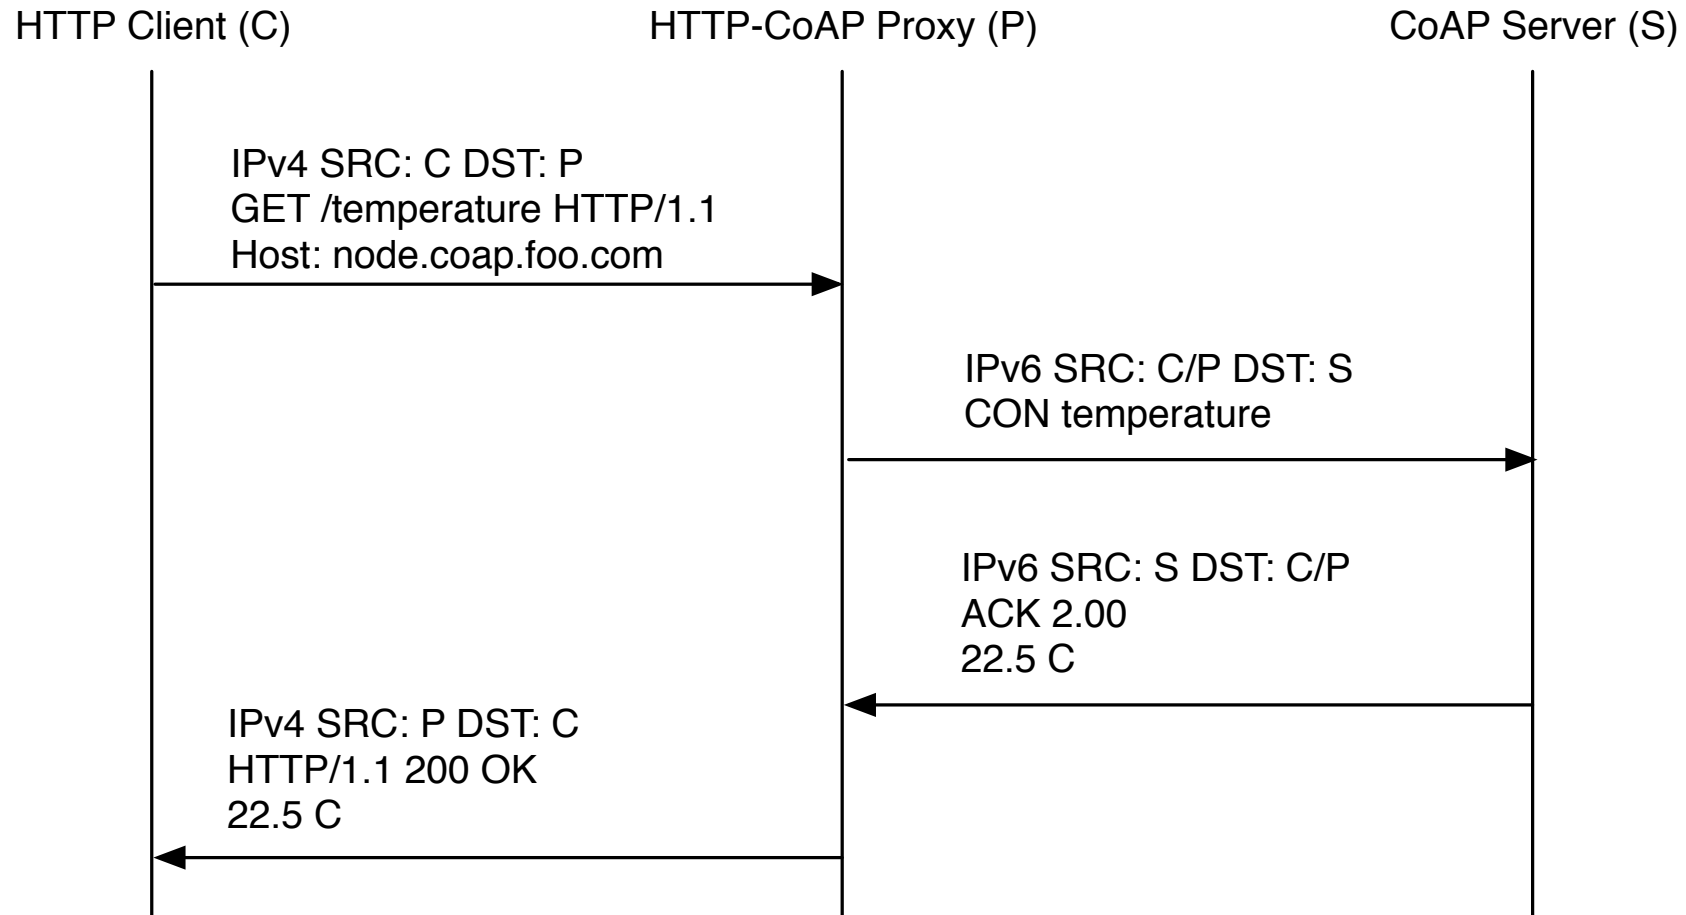 HTTP Client (C)
HTTP-CoAP Proxy (P)
CoAP Server (S)
IPv4 SRC: C DST: P
GET /temperature HTTP/1.1
Host: node.coap.foo.com
IPv6 SRC: C/P DST: S
CON temperature
IPv6 SRC: S DST: C/P
ACK 2.00
22.5 C
IPv4 SRC: P DST: C
HTTP/1.1 200 OK
22.5 C